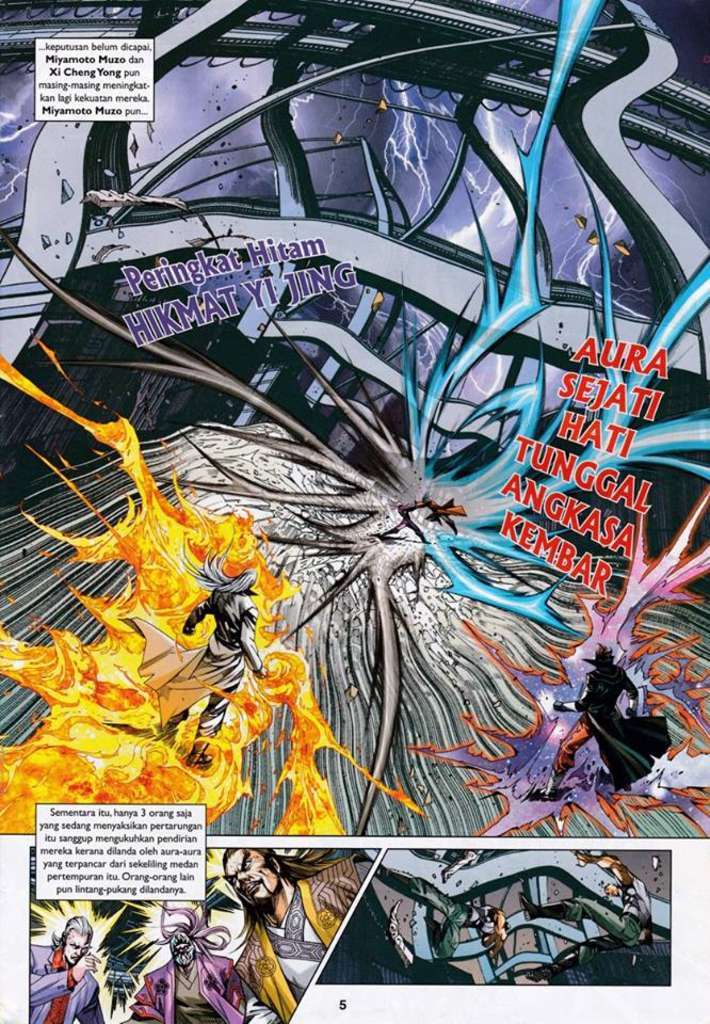 ...keputusan belum dicapai,
Miyamoto Muzo dan
Xi Cheng Yong pun
masing-masing meningkat-
kan lagi kekuatan mereka.
Miyamoto Muzo pun...
Peringkat Hitam
HIKMAT YI JING
AURA
SEJATI
HATI
TUNGGAL
ANGKASA
KEMBAR
Sementara itu, hanya 3 orang saja
yang sedang menyaksikan pertarungan
itu sanggup mengukuhkan pendirian
mereka kerana dilanda oleh aura-aura
yang terpancar dari sekeliling medan
pertempuran itu. Orang-orang lain
pun lintang-pukang dilandanya.
5